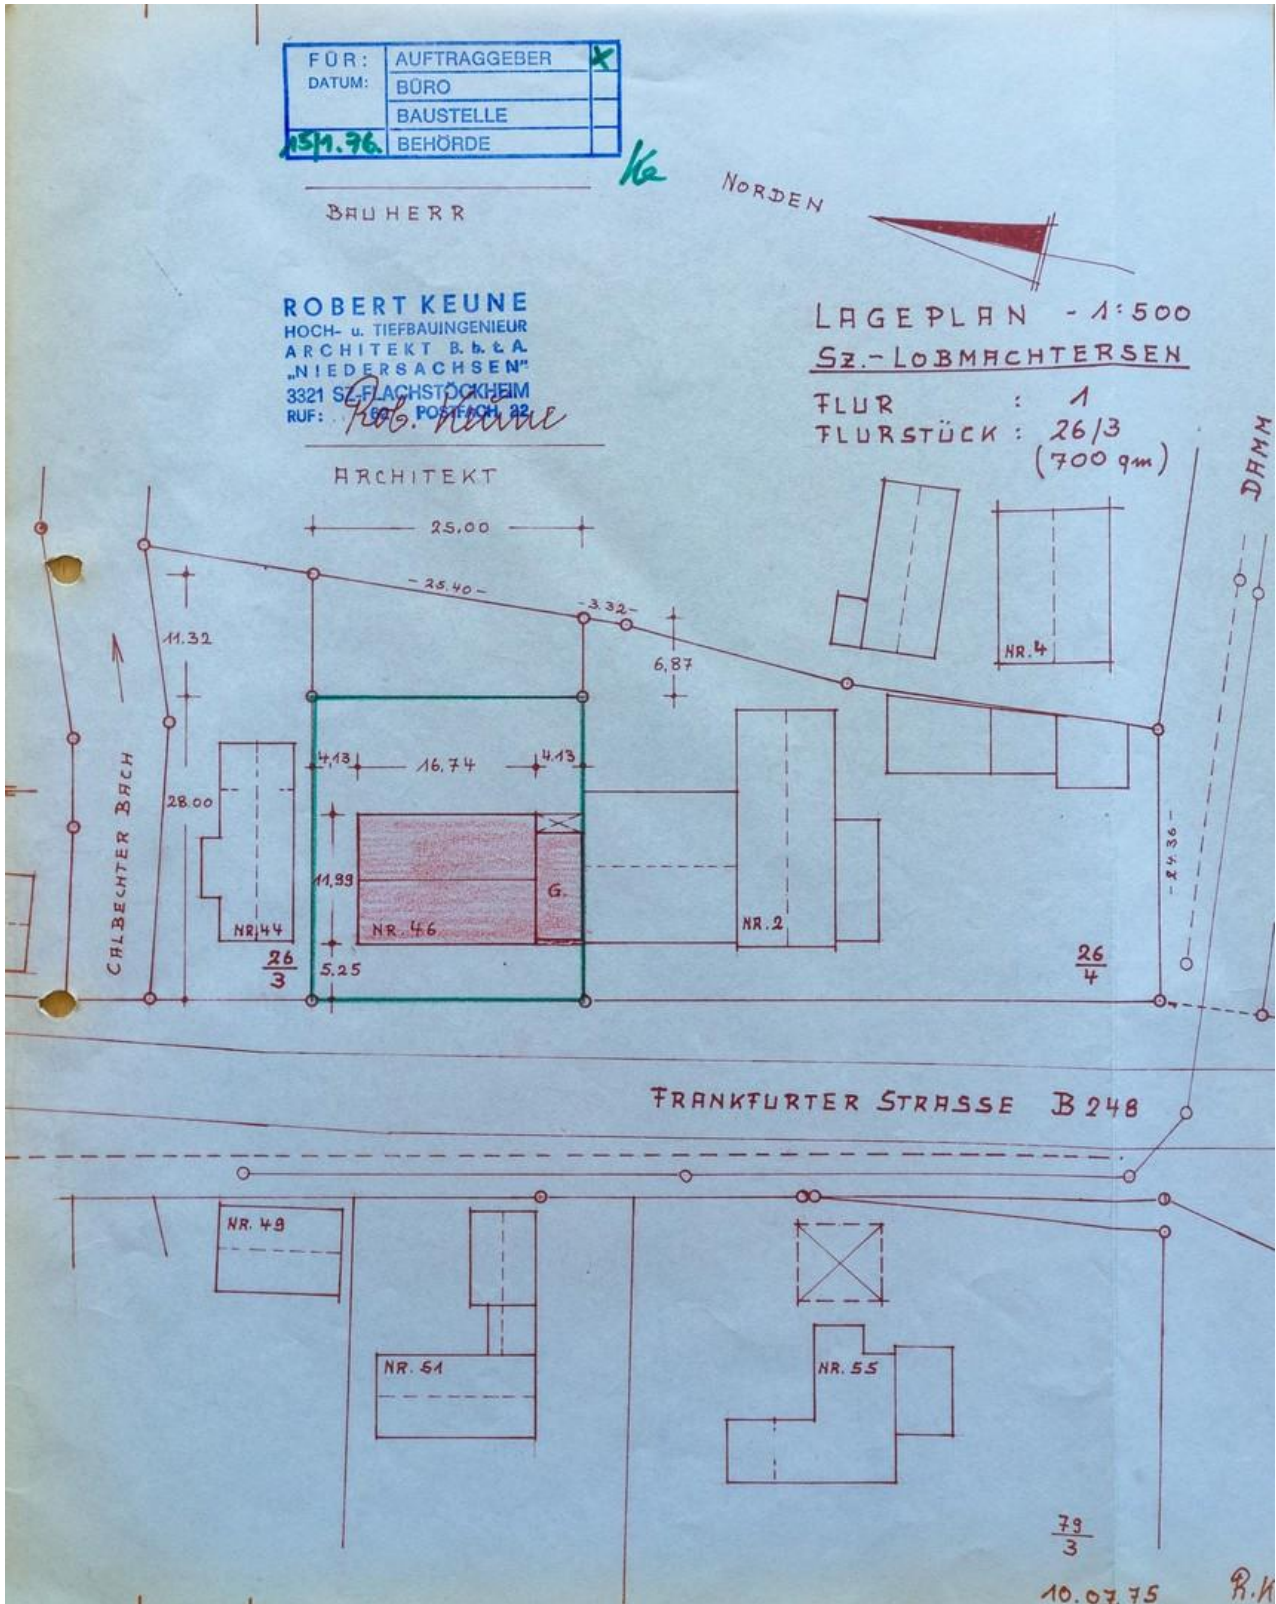 FÜR: AUFTRAGGEBER X
DATUM: BÜRO
BAUSTELLE
15/1.76. BEHÖRDE
Ke
BAUHERR
NORDEN
ROBERT KEUNE
HOCH- u. TIEFBAUINGENIEUR
ARCHITEKT B. b. t. A.
„NIEDERSACHSEN"
3321 SZ-FLACHSTÖCKHEIM
RUF: POSTFACH 22
Rob. Keune
ARCHITEKT
LAGEPLAN - 1:500
SZ.-LOBMACHTERSEN
FLUR : 1
FLURSTÜCK : 26/3
(700 qm)
DAMM
25.00
- 25.40 -
- 3.32 -
11.32
6,87
NR. 4
CALBECHTER BACH
28.00
4,13
16,74
4.13
11,99
G.
NR. 44
NR. 46
NR. 2
- 24.36 -
26
3
5.25
26
4
FRANKFURTER STRASSE B 248
NR. 49
NR. 51
NR. 55
79
3
10.07.75
R.K